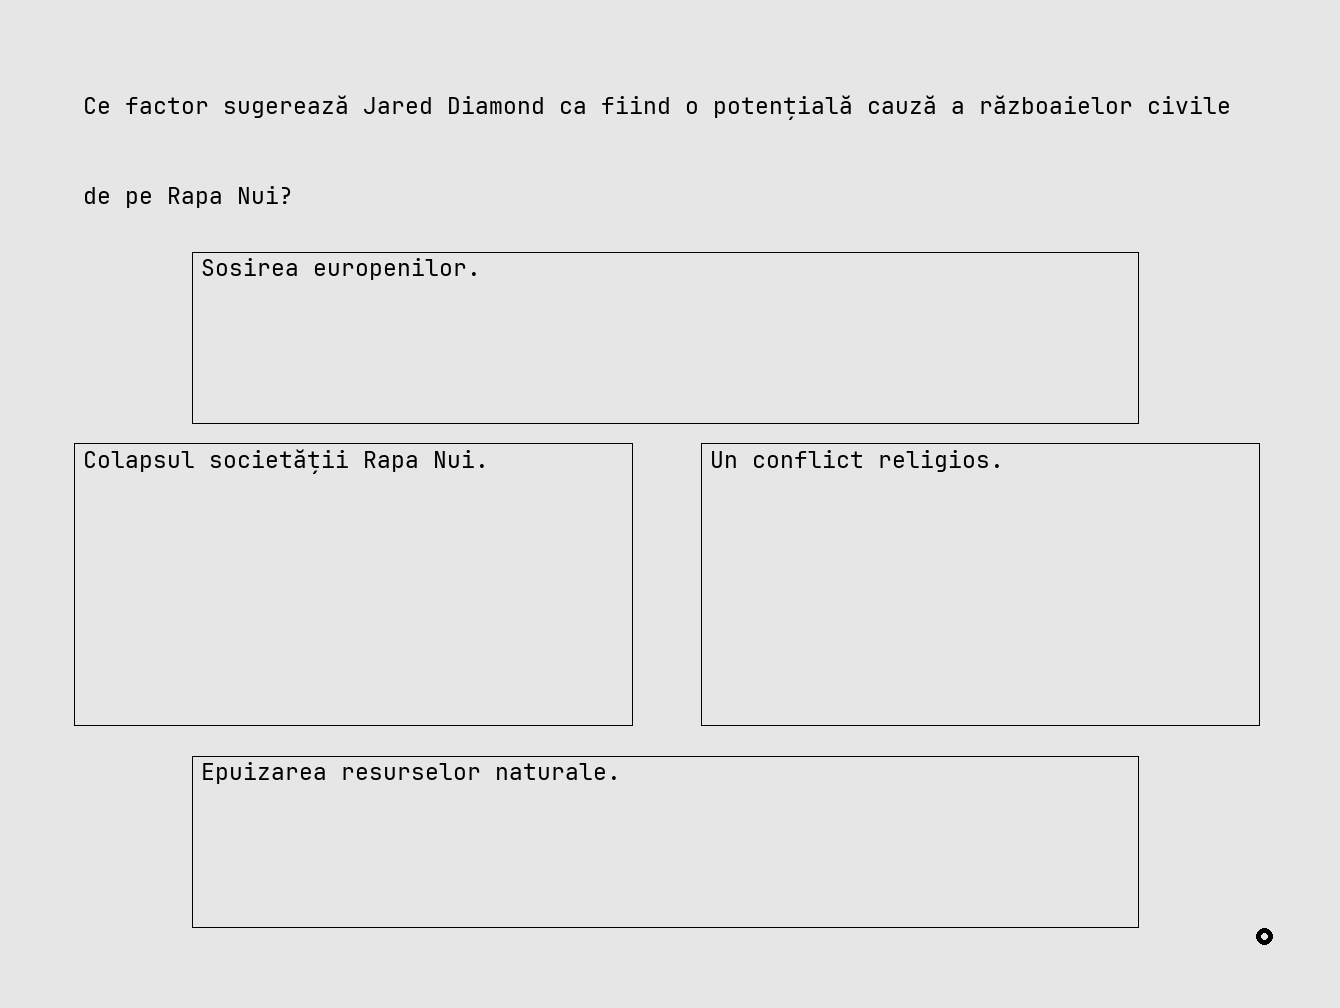 Ce factor sugerează Jared Diamond ca fiind o potențială cauză a războaielor civile
de pe Rapa Nui?
Sosirea europenilor.
Colapsul societății Rapa Nui.
Un conflict religios.
Epuizarea resurselor naturale.